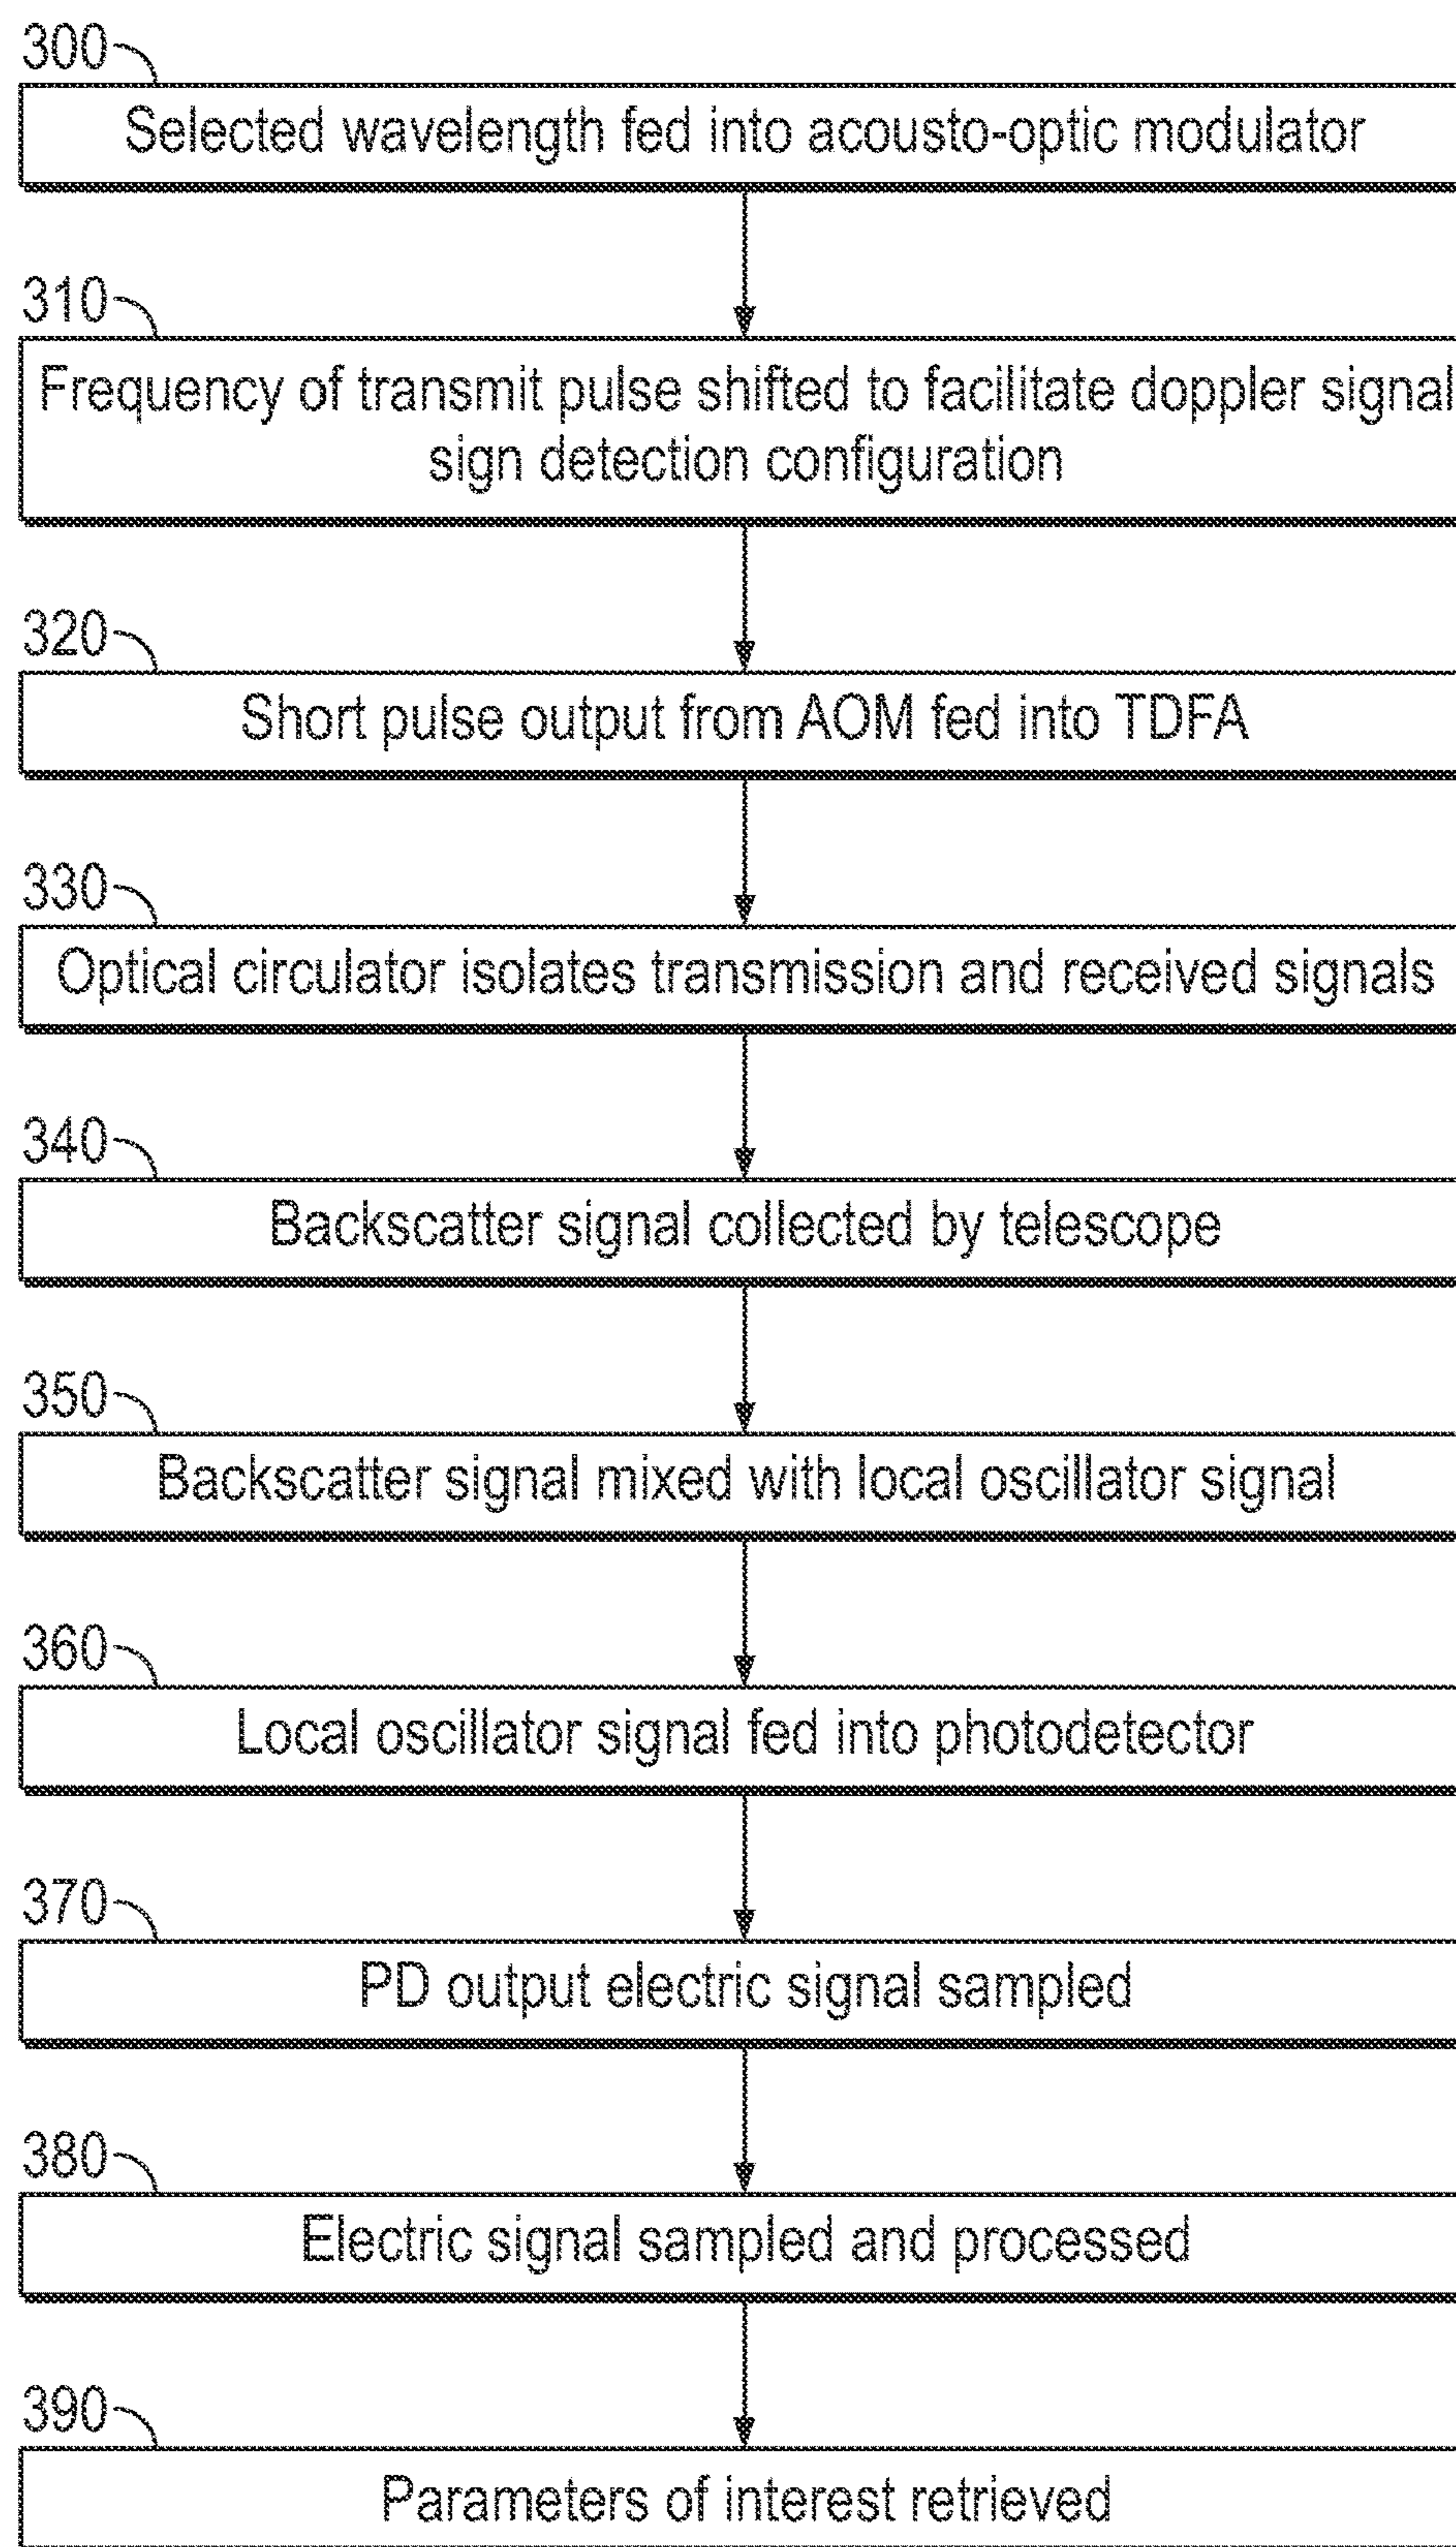 300
Selected wavelength fed into acousto-optic modulator
310
Frequency of transmit pulse shifted to facilitate doppler signal
sign detection configuration
320
Short pulse output from AOM fed into TDFA
330
Optical circulator isolates transmission and received signals
340
Backscatter signal collected by telescope
350
Backscatter signal mixed with local oscillator signal
360
Local oscillator signal fed into photodetector
370
PD output electric signal sampled
380
Electric signal sampled and processed
390
Parameters of interest retrieved